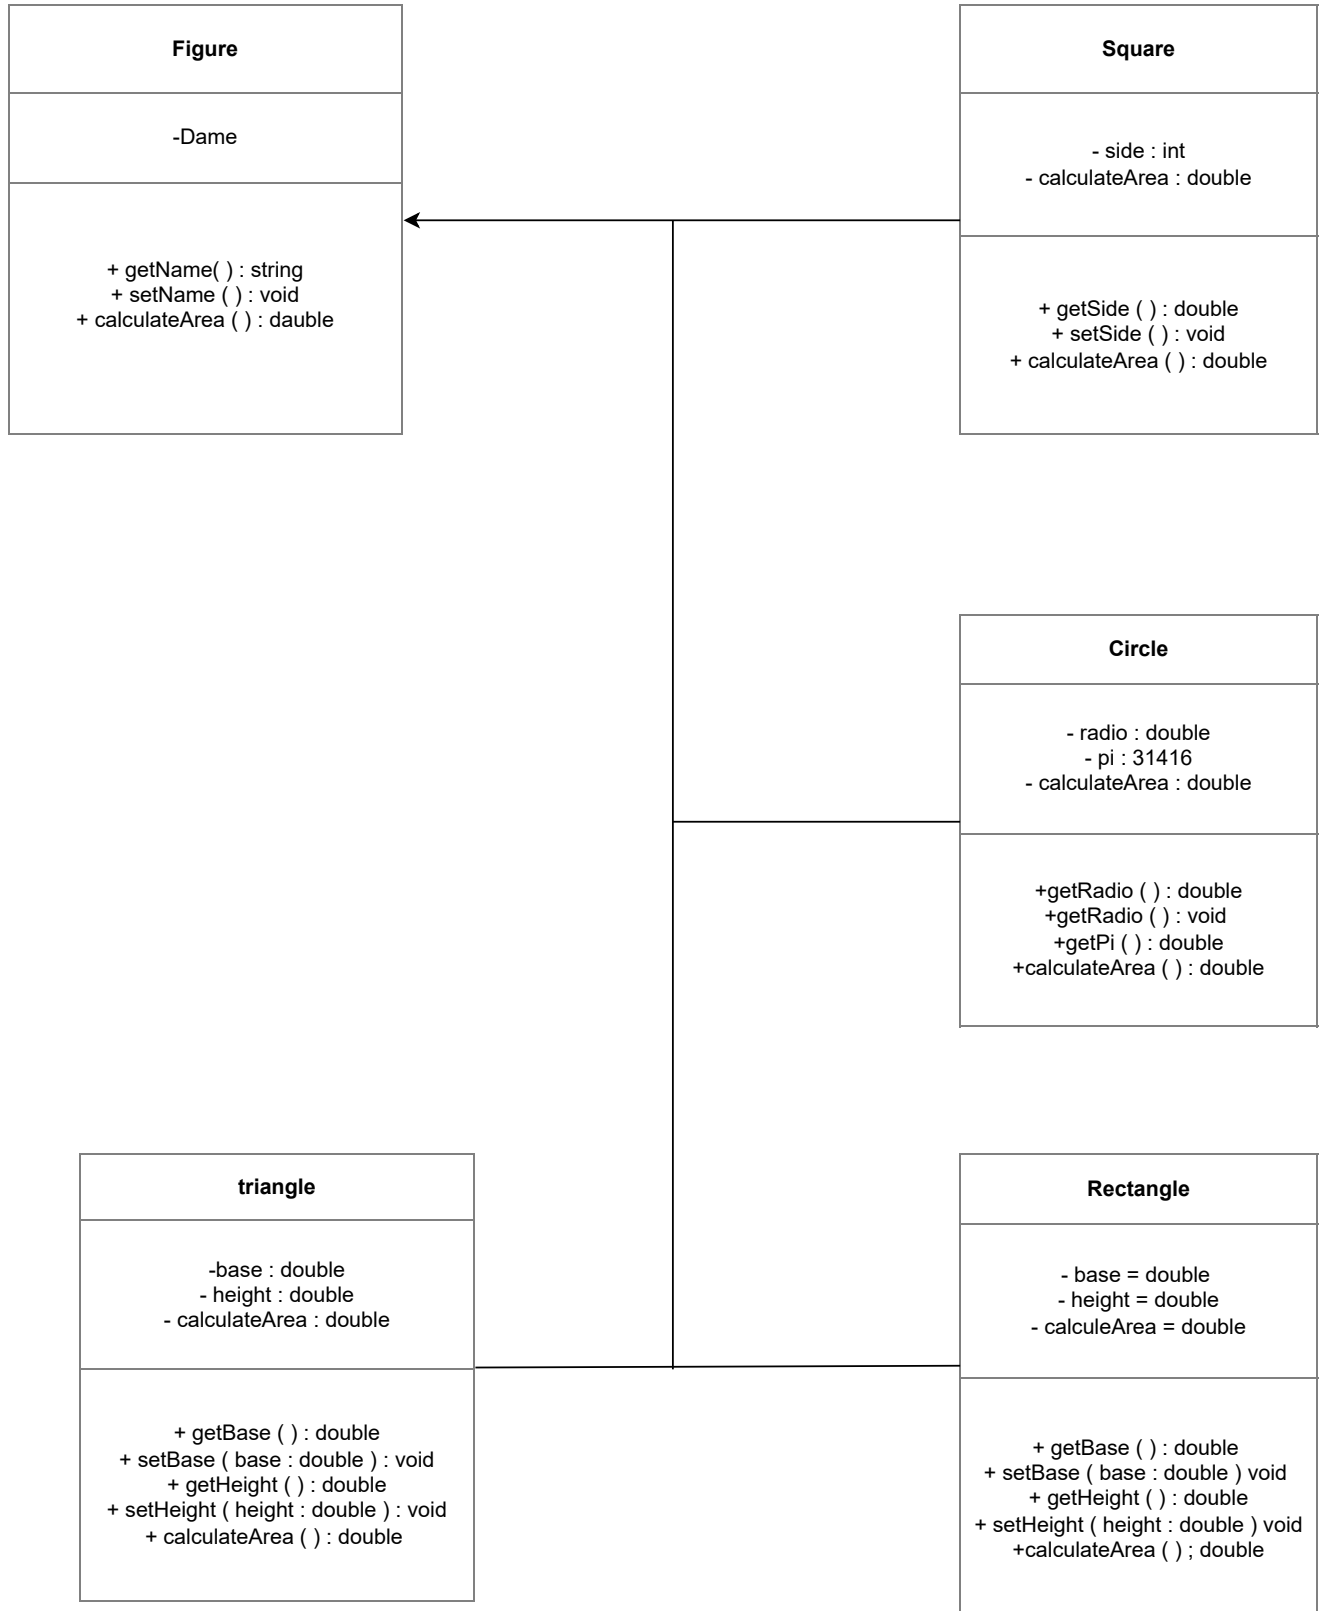 Figure
-Dame
+ getName( ) : string
+ setName ( ) : void
+ calculateArea ( ) : dauble
Square
- side : int
- calculateArea : double
+ getSide ( ) : double
+ setSide ( ) : void
+ calculateArea ( ) : double
Circle
- radio : double
- pi : 31416
- calculateArea : double
+getRadio ( ) : double
+getRadio ( ) : void
+getPi ( ) : double
+calculateArea ( ) : double
triangle
-base : double
- height : double
- calculateArea : double
+ getBase ( ) : double
+ setBase ( base : double ) : void
+ getHeight ( ) : double
+ setHeight ( height : double ) : void
+ calculateArea ( ) : double
Rectangle
- base = double
- height = double
- calculeArea = double
+ getBase ( ) : double
+ setBase ( base : double ) void
+ getHeight ( ) : double
+ setHeight ( height : double ) void
+calculateArea ( ) ; double